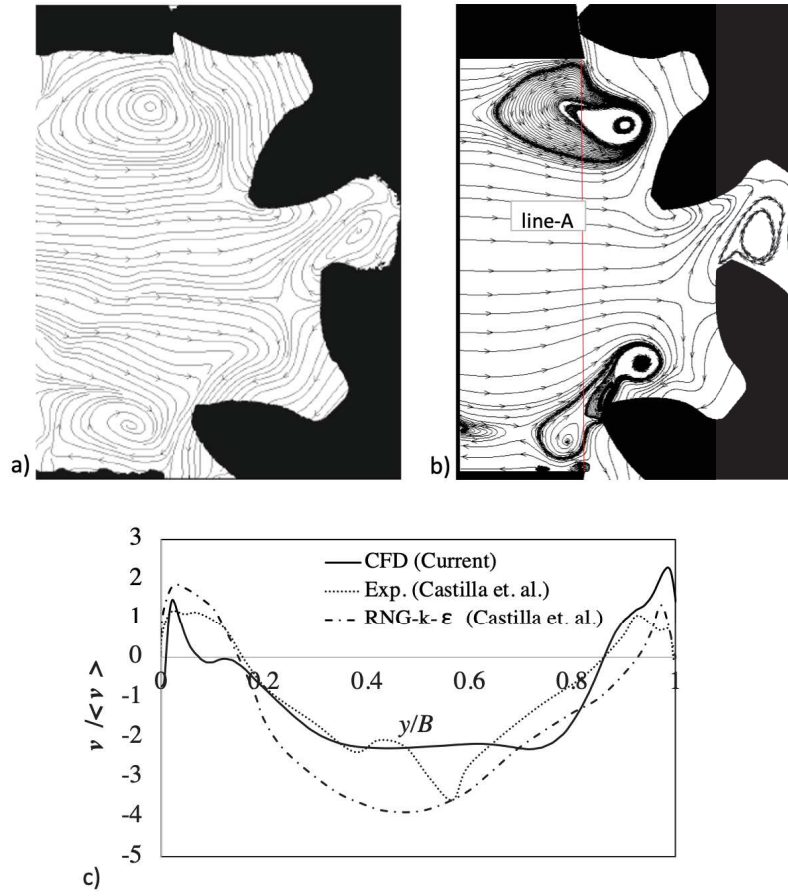 line-A
a)
b)
3
2
1
0
-1
-2
-3
-4
-5
v /< v >
CFD (Current)
Exp. (Castilla et. al.)
RNG-k- ε (Castilla et. al.)
0 0.2 0.4 0.6 0.8 1
y/B
c)